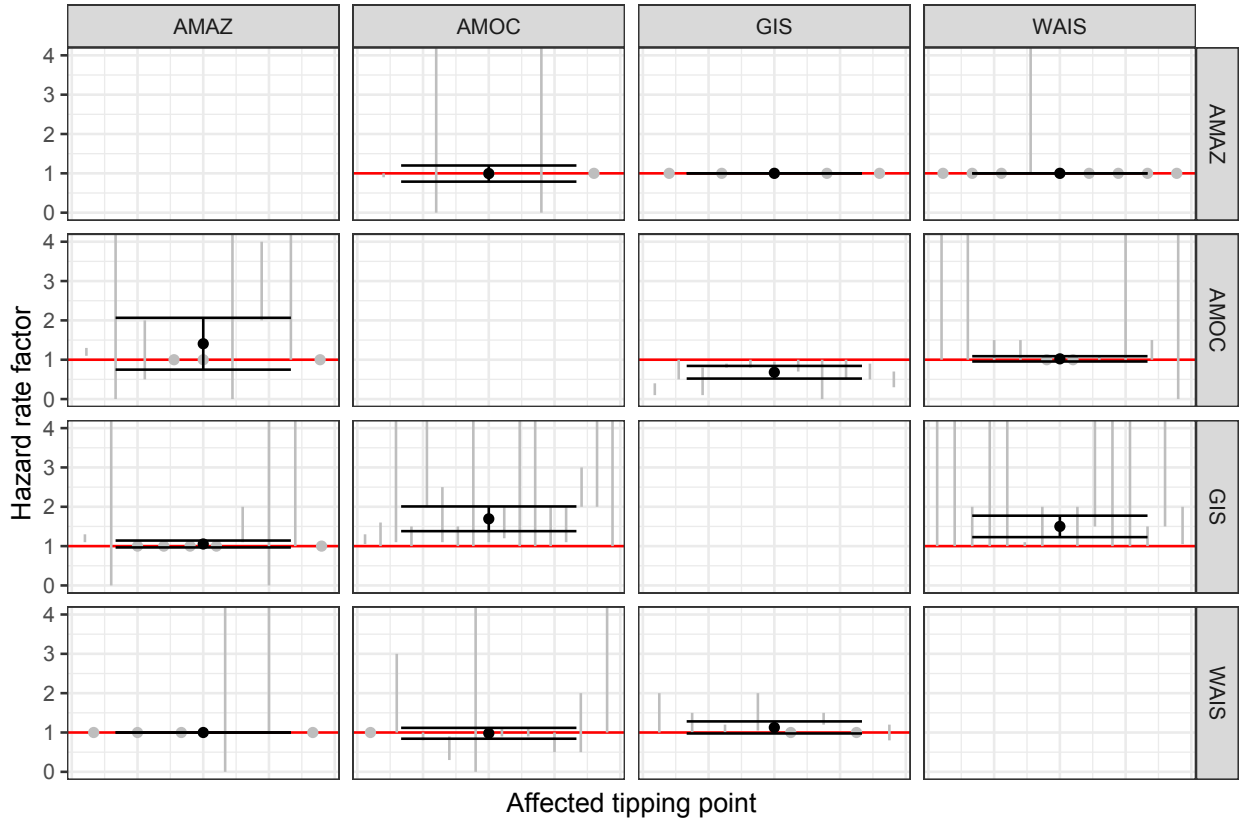 AMAZ AMOC GIS WAIS
4
3
2
1
0
AMAZ
4
3
2
1
0
AMOC
4
3
2
1
0
GIS
4
3
2
1
0
WAIS
Hazard rate factor
Affected tipping point